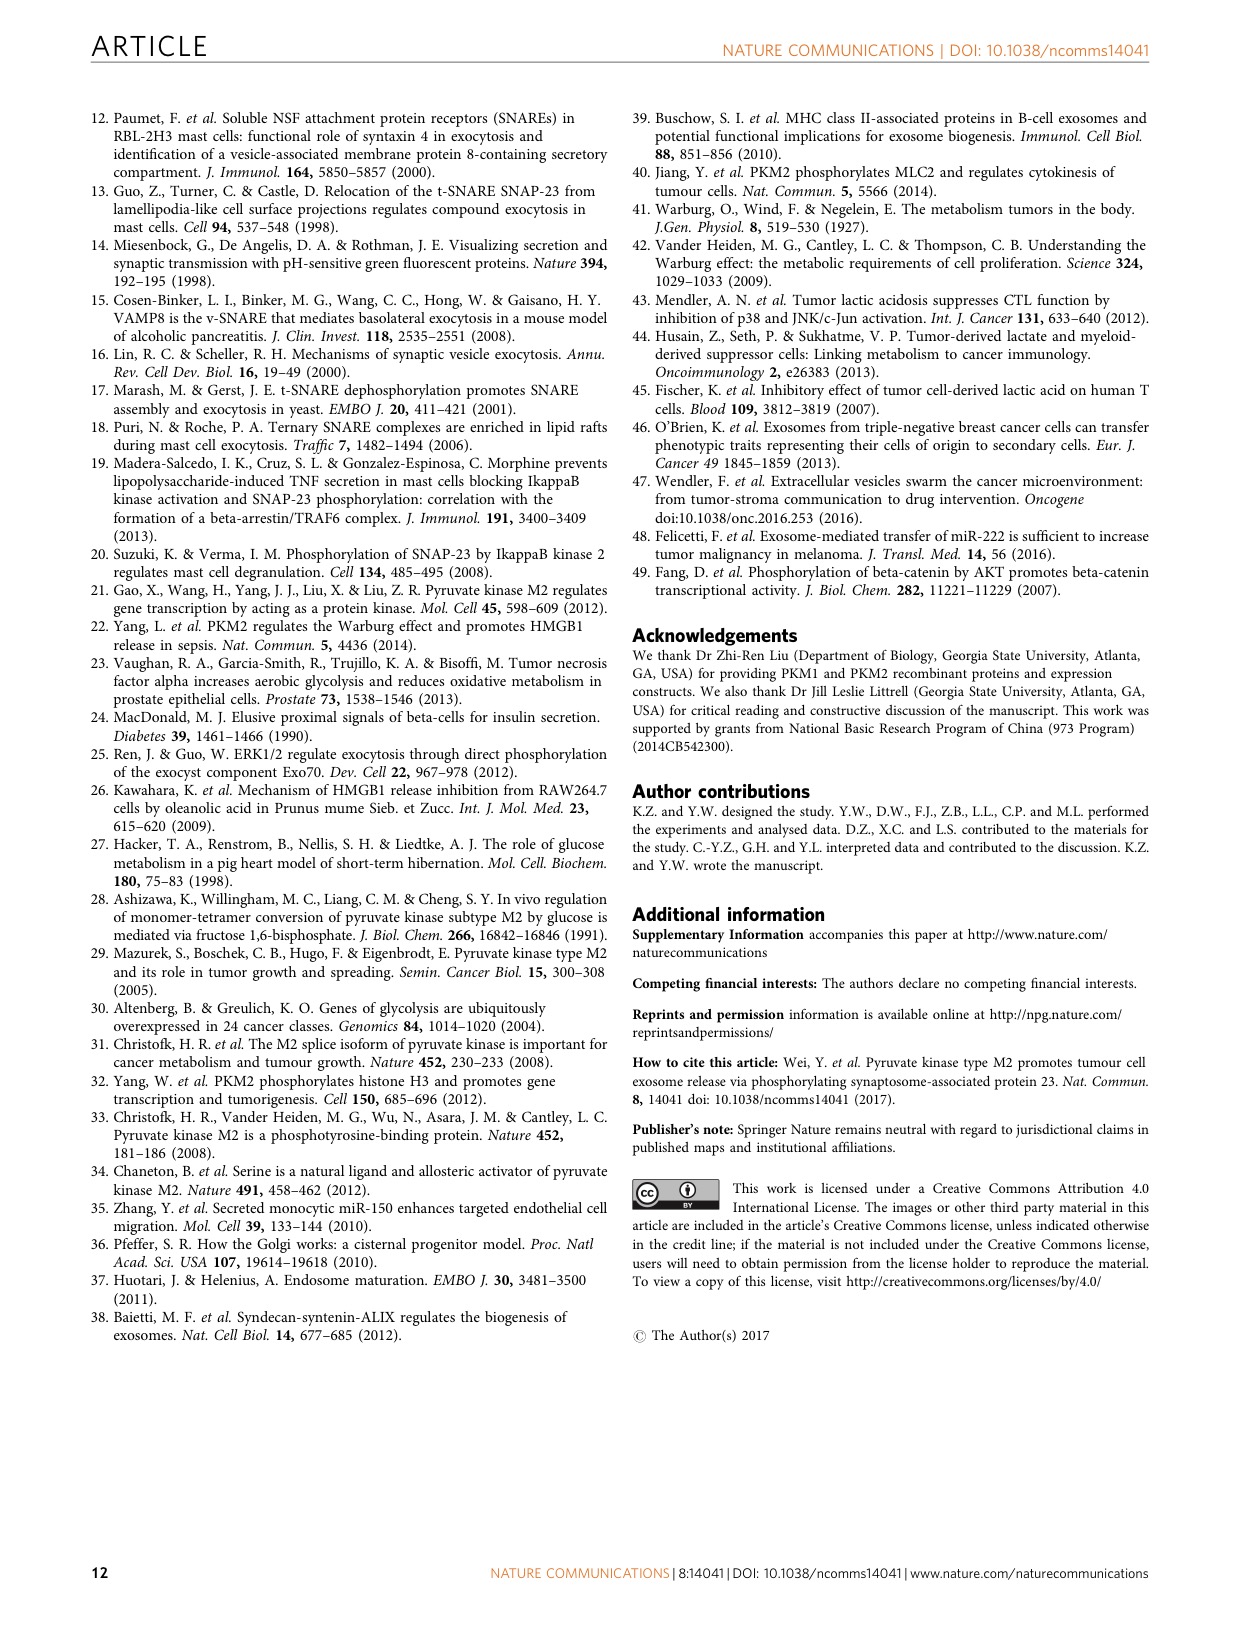 ARTICLE
NATURE COMMUNICATIONS | DOI: 10.1038/ncomms14041
12. Paumet, F. et al. Soluble NSF attachment protein receptors (SNAREs) in
RBL-2H3 mast cells: functional role of syntaxin 4 in exocytosis and
identification of a vesicle-associated membrane protein 8-containing secretory
compartment. J. Immunol. 164, 5850–5857 (2000).
13. Guo, Z., Turner, C. & Castle, D. Relocation of the t-SNARE SNAP-23 from
lamellipodia-like cell surface projections regulates compound exocytosis in
mast cells. Cell 94, 537–548 (1998).
14. Miesenbock, G., De Angelis, D. A. & Rothman, J. E. Visualizing secretion and
synaptic transmission with pH-sensitive green fluorescent proteins. Nature 394,
192–195 (1998).
15. Cosen-Binker, L. I., Binker, M. G., Wang, C. C., Hong, W. & Gaisano, H. Y.
VAMP8 is the v-SNARE that mediates basolateral exocytosis in a mouse model
of alcoholic pancreatitis. J. Clin. Invest. 118, 2535–2551 (2008).
16. Lin, R. C. & Scheller, R. H. Mechanisms of synaptic vesicle exocytosis. Annu.
Rev. Cell Dev. Biol. 16, 19–49 (2000).
17. Marash, M. & Gerst, J. E. t-SNARE dephosphorylation promotes SNARE
assembly and exocytosis in yeast. EMBO J. 20, 411–421 (2001).
18. Puri, N. & Roche, P. A. Ternary SNARE complexes are enriched in lipid rafts
during mast cell exocytosis. Traffic 7, 1482–1494 (2006).
19. Madera-Salcedo, I. K., Cruz, S. L. & Gonzalez-Espinosa, C. Morphine prevents
lipopolysaccharide-induced TNF secretion in mast cells blocking IkappaB
kinase activation and SNAP-23 phosphorylation: correlation with the
formation of a beta-arrestin/TRAF6 complex. J. Immunol. 191, 3400–3409
(2013).
20. Suzuki, K. & Verma, I. M. Phosphorylation of SNAP-23 by IkappaB kinase 2
regulates mast cell degranulation. Cell 134, 485–495 (2008).
21. Gao, X., Wang, H., Yang, J. J., Liu, X. & Liu, Z. R. Pyruvate kinase M2 regulates
gene transcription by acting as a protein kinase. Mol. Cell 45, 598–609 (2012).
22. Yang, L. et al. PKM2 regulates the Warburg effect and promotes HMGB1
release in sepsis. Nat. Commun. 5, 4436 (2014).
23. Vaughan, R. A., Garcia-Smith, R., Trujillo, K. A. & Bisoffi, M. Tumor necrosis
factor alpha increases aerobic glycolysis and reduces oxidative metabolism in
prostate epithelial cells. Prostate 73, 1538–1546 (2013).
24. MacDonald, M. J. Elusive proximal signals of beta-cells for insulin secretion.
Diabetes 39, 1461–1466 (1990).
25. Ren, J. & Guo, W. ERK1/2 regulate exocytosis through direct phosphorylation
of the exocyst component Exo70. Dev. Cell 22, 967–978 (2012).
26. Kawahara, K. et al. Mechanism of HMGB1 release inhibition from RAW264.7
cells by oleanolic acid in Prunus mume Sieb. et Zucc. Int. J. Mol. Med. 23,
615–620 (2009).
27. Hacker, T. A., Renstrom, B., Nellis, S. H. & Liedtke, A. J. The role of glucose
metabolism in a pig heart model of short-term hibernation. Mol. Cell. Biochem.
180, 75–83 (1998).
28. Ashizawa, K., Willingham, M. C., Liang, C. M. & Cheng, S. Y. In vivo regulation
of monomer-tetramer conversion of pyruvate kinase subtype M2 by glucose is
mediated via fructose 1,6-bisphosphate. J. Biol. Chem. 266, 16842–16846 (1991).
29. Mazurek, S., Boschek, C. B., Hugo, F. & Eigenbrodt, E. Pyruvate kinase type M2
and its role in tumor growth and spreading. Semin. Cancer Biol. 15, 300–308
(2005).
30. Altenberg, B. & Greulich, K. O. Genes of glycolysis are ubiquitously
overexpressed in 24 cancer classes. Genomics 84, 1014–1020 (2004).
31. Christofk, H. R. et al. The M2 splice isoform of pyruvate kinase is important for
cancer metabolism and tumour growth. Nature 452, 230–233 (2008).
32. Yang, W. et al. PKM2 phosphorylates histone H3 and promotes gene
transcription and tumorigenesis. Cell 150, 685–696 (2012).
33. Christofk, H. R., Vander Heiden, M. G., Wu, N., Asara, J. M. & Cantley, L. C.
Pyruvate kinase M2 is a phosphotyrosine-binding protein. Nature 452,
181–186 (2008).
34. Chaneton, B. et al. Serine is a natural ligand and allosteric activator of pyruvate
kinase M2. Nature 491, 458–462 (2012).
35. Zhang, Y. et al. Secreted monocytic miR-150 enhances targeted endothelial cell
migration. Mol. Cell 39, 133–144 (2010).
36. Pfeffer, S. R. How the Golgi works: a cisternal progenitor model. Proc. Natl
Acad. Sci. USA 107, 19614–19618 (2010).
37. Huotari, J. & Helenius, A. Endosome maturation. EMBO J. 30, 3481–3500
(2011).
38. Baietti, M. F. et al. Syndecan-syntenin-ALIX regulates the biogenesis of
exosomes. Nat. Cell Biol. 14, 677–685 (2012).
39. Buschow, S. I. et al. MHC class II-associated proteins in B-cell exosomes and
potential functional implications for exosome biogenesis. Immunol. Cell Biol.
88, 851–856 (2010).
40. Jiang, Y. et al. PKM2 phosphorylates MLC2 and regulates cytokinesis of
tumour cells. Nat. Commun. 5, 5566 (2014).
41. Warburg, O., Wind, F. & Negelein, E. The metabolism tumors in the body.
J.Gen. Physiol. 8, 519–530 (1927).
42. Vander Heiden, M. G., Cantley, L. C. & Thompson, C. B. Understanding the
Warburg effect: the metabolic requirements of cell proliferation. Science 324,
1029–1033 (2009).
43. Mendler, A. N. et al. Tumor lactic acidosis suppresses CTL function by
inhibition of p38 and JNK/c-Jun activation. Int. J. Cancer 131, 633–640 (2012).
44. Husain, Z., Seth, P. & Sukhatme, V. P. Tumor-derived lactate and myeloid-
derived suppressor cells: Linking metabolism to cancer immunology.
Oncoimmunology 2, e26383 (2013).
45. Fischer, K. et al. Inhibitory effect of tumor cell-derived lactic acid on human T
cells. Blood 109, 3812–3819 (2007).
46. O'Brien, K. et al. Exosomes from triple-negative breast cancer cells can transfer
phenotypic traits representing their cells of origin to secondary cells. Eur. J.
Cancer 49 1845–1859 (2013).
47. Wendler, F. et al. Extracellular vesicles swarm the cancer microenvironment:
from tumor-stroma communication to drug intervention. Oncogene
doi:10.1038/onc.2016.253 (2016).
48. Felicetti, F. et al. Exosome-mediated transfer of miR-222 is sufficient to increase
tumor malignancy in melanoma. J. Transl. Med. 14, 56 (2016).
49. Fang, D. et al. Phosphorylation of beta-catenin by AKT promotes beta-catenin
transcriptional activity. J. Biol. Chem. 282, 11221–11229 (2007).
Acknowledgements
We thank Dr Zhi-Ren Liu (Department of Biology, Georgia State University, Atlanta,
GA, USA) for providing PKM1 and PKM2 recombinant proteins and expression
constructs. We also thank Dr Jill Leslie Littrell (Georgia State University, Atlanta, GA,
USA) for critical reading and constructive discussion of the manuscript. This work was
supported by grants from National Basic Research Program of China (973 Program)
(2014CB542300).
Author contributions
K.Z. and Y.W. designed the study. Y.W., D.W., F.J., Z.B., L.L., C.P. and M.L. performed
the experiments and analysed data. D.Z., X.C. and L.S. contributed to the materials for
the study. C.-Y.Z., G.H. and Y.L. interpreted data and contributed to the discussion. K.Z.
and Y.W. wrote the manuscript.
Additional information
Supplementary Information accompanies this paper at http://www.nature.com/
naturecommunications
Competing financial interests: The authors declare no competing financial interests.
Reprints and permission information is available online at http://npg.nature.com/
reprintsandpermissions/
How to cite this article: Wei, Y. et al. Pyruvate kinase type M2 promotes tumour cell
exosome release via phosphorylating synaptosome-associated protein 23. Nat. Commun.
8, 14041 doi: 10.1038/ncomms14041 (2017).
Publisher's note: Springer Nature remains neutral with regard to jurisdictional claims in
published maps and institutional affiliations.
cc BY
This work is licensed under a Creative Commons Attribution 4.0
International License. The images or other third party material in this
article are included in the article's Creative Commons license, unless indicated otherwise
in the credit line; if the material is not included under the Creative Commons license,
users will need to obtain permission from the license holder to reproduce the material.
To view a copy of this license, visit http://creativecommons.org/licenses/by/4.0/
© The Author(s) 2017
12
NATURE COMMUNICATIONS | 8:14041 | DOI: 10.1038/ncomms14041 | www.nature.com/naturecommunications